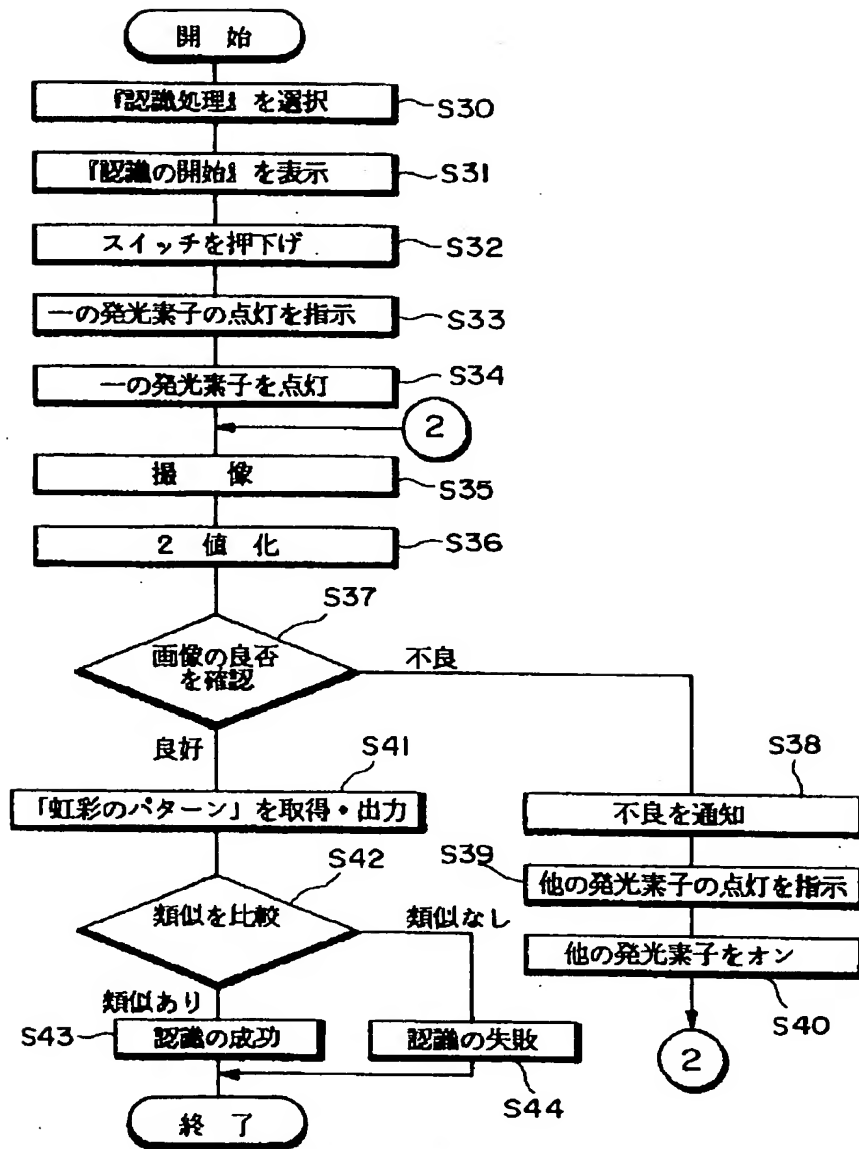 開 始
『認識処理』を選択
S30
『認識の開始』を表示
S31
スイッチを押下げ
S32
一の発光素子の点灯を指示
S33
一の発光素子を点灯
S34
2
撮 像
S35
2 値 化
S36
S37
画像の良否
を確認
不良
良好
S41
「虹彩のパターン」を取得・出力
S42
類似を比較
類似なし
類似あり
S43
認識の成功
認識の失敗
S44
終 了
S38
不良を通知
S39
他の発光素子の点灯を指示
他の発光素子をオン
S40
2